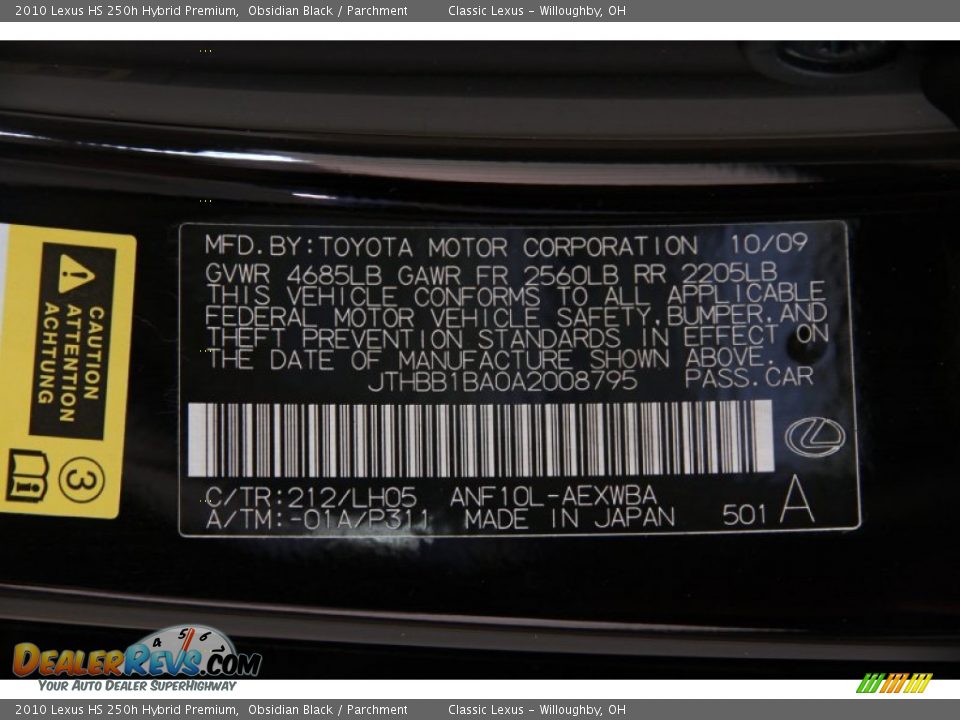 2010 Lexus HS 250h Hybrid Premium, Obsidian Black / Parchment Classic Lexus - Willoughby, OH
MFD.BY:TOYOTA MOTOR CORPORATION 10/09
GVWR 4685LB GAWR FR 2560LB RR 2205LB
THIS VEHICLE CONFORMS TO ALL APPLICABLE
FEDERAL MOTOR VEHICLE SAFETY,BUMPER,AND
THEFT PREVENTION STANDARDS IN EFFECT ON
THE DATE OF MANUFACTURE SHOWN ABOVE.
JTHBB1BA0A2008795 PASS.CAR
C/TR:212/LH05 ANF10L-AEXWBA
A/TM:-01A/P311 MADE IN JAPAN 501 A
CAUTION
ATTENTION
ACHTUNG
3
4 5 6 7
DEALERREVS.COM
YOUR AUTO DEALER SUPERHIGHWAY
2010 Lexus HS 250h Hybrid Premium, Obsidian Black / Parchment Classic Lexus - Willoughby, OH